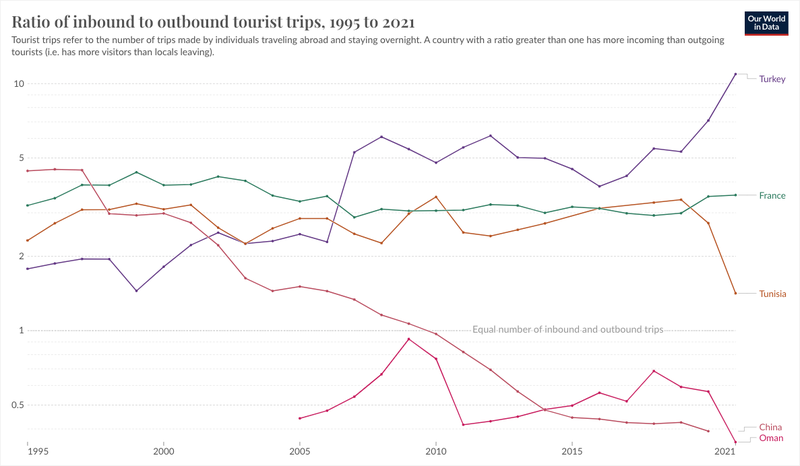 Ratio of inbound to outbound tourist trips, 1995 to 2021
Our World
in Data
Tourist trips refer to the number of trips made by individuals traveling abroad and staying overnight. A country with a ratio greater than one has more incoming than outgoing
tourists (i.e. has more visitors than locals leaving).
10
Turkey
5
France
2
Tunisia
1
Equal number of inbound and outbound trips
0.5
China
Oman
1995
2000
2005
2010
2015
2021